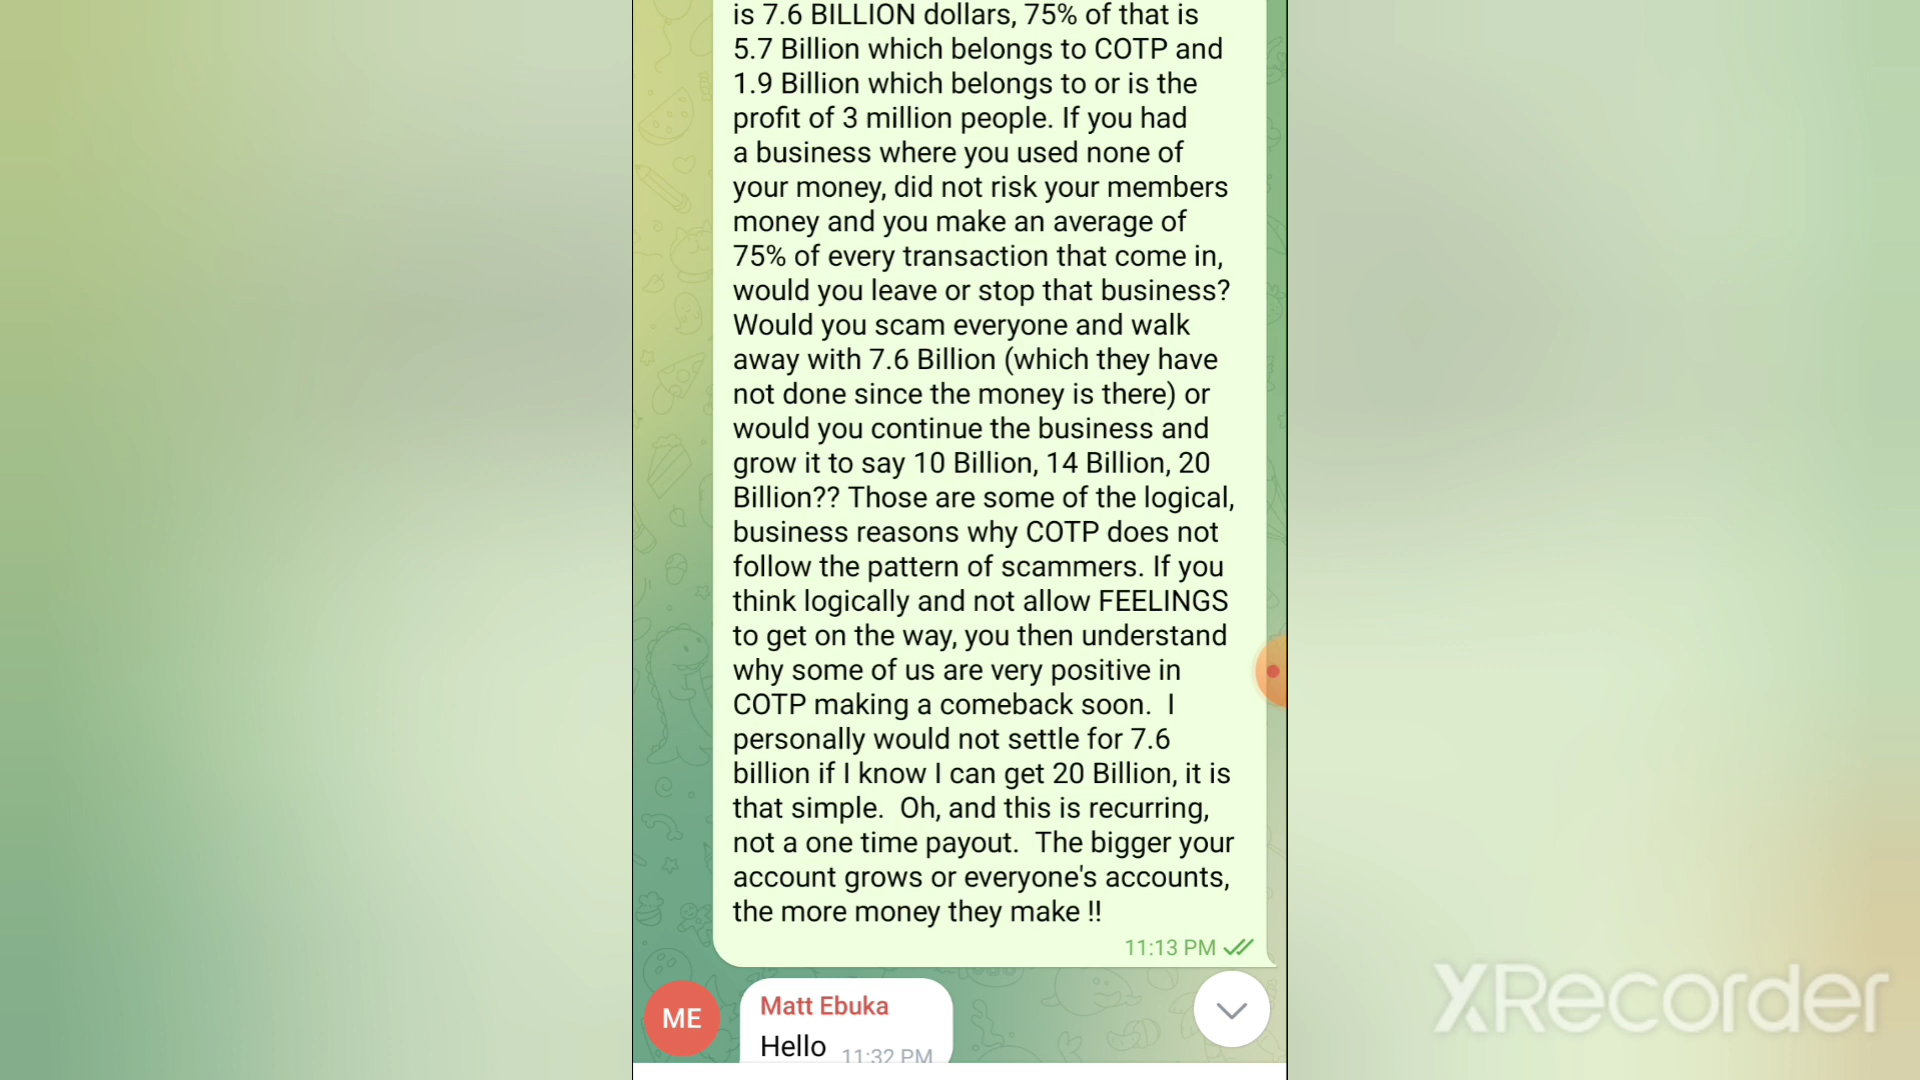 is 7.6 BILLION dollars, 75% of that is
5.7 Billion which belongs to COTP and
1.9 Billion which belongs to or is the
profit of 3 million people. If you had
a business where you used none of
your money, did not risk your members
money and you make an average of
75% of every transaction that come in,
would you leave or stop that business?
Would you scam everyone and walk
away with 7.6 Billion (which they have
not done since the money is there) or
would you continue the business and
grow it to say 10 Billion, 14 Billion, 20
Billion?? Those are some of the logical,
business reasons why COTP does not
follow the pattern of scammers. If you
think logically and not allow FEELINGS
to get on the way, you then understand
why some of us are very positive in
COTP making a comeback soon.  I
personally would not settle for 7.6
billion if I know I can get 20 Billion, it is
that simple.  Oh, and this is recurring,
not a one time payout.  The bigger your
account grows or everyone's accounts,
the more money they make !!
11:13 PM
ME
Matt Ebuka
Hello 11:32 PM
XRecorder